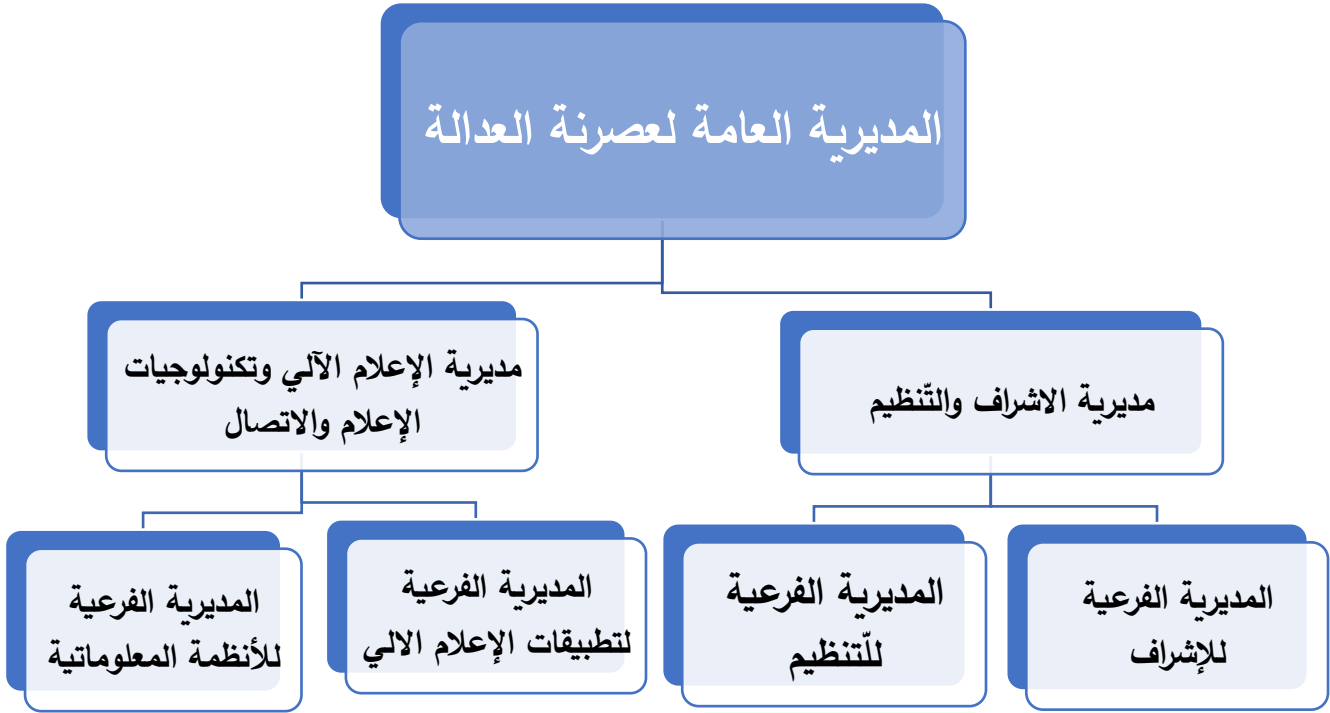 المديرية العامة لعصرنة العدالة
مديرية الاشراف والتّنظيم
مديرية الإعلام الآلي وتكنولوجيات
الإعلام والاتصال
المديرية الفرعية
للإشراف
المديرية الفرعية
للّتنظيم
المديرية الفرعية
لتطبيقات الإعلام الالي
المديرية الفرعية
للأنظمة المعلوماتية